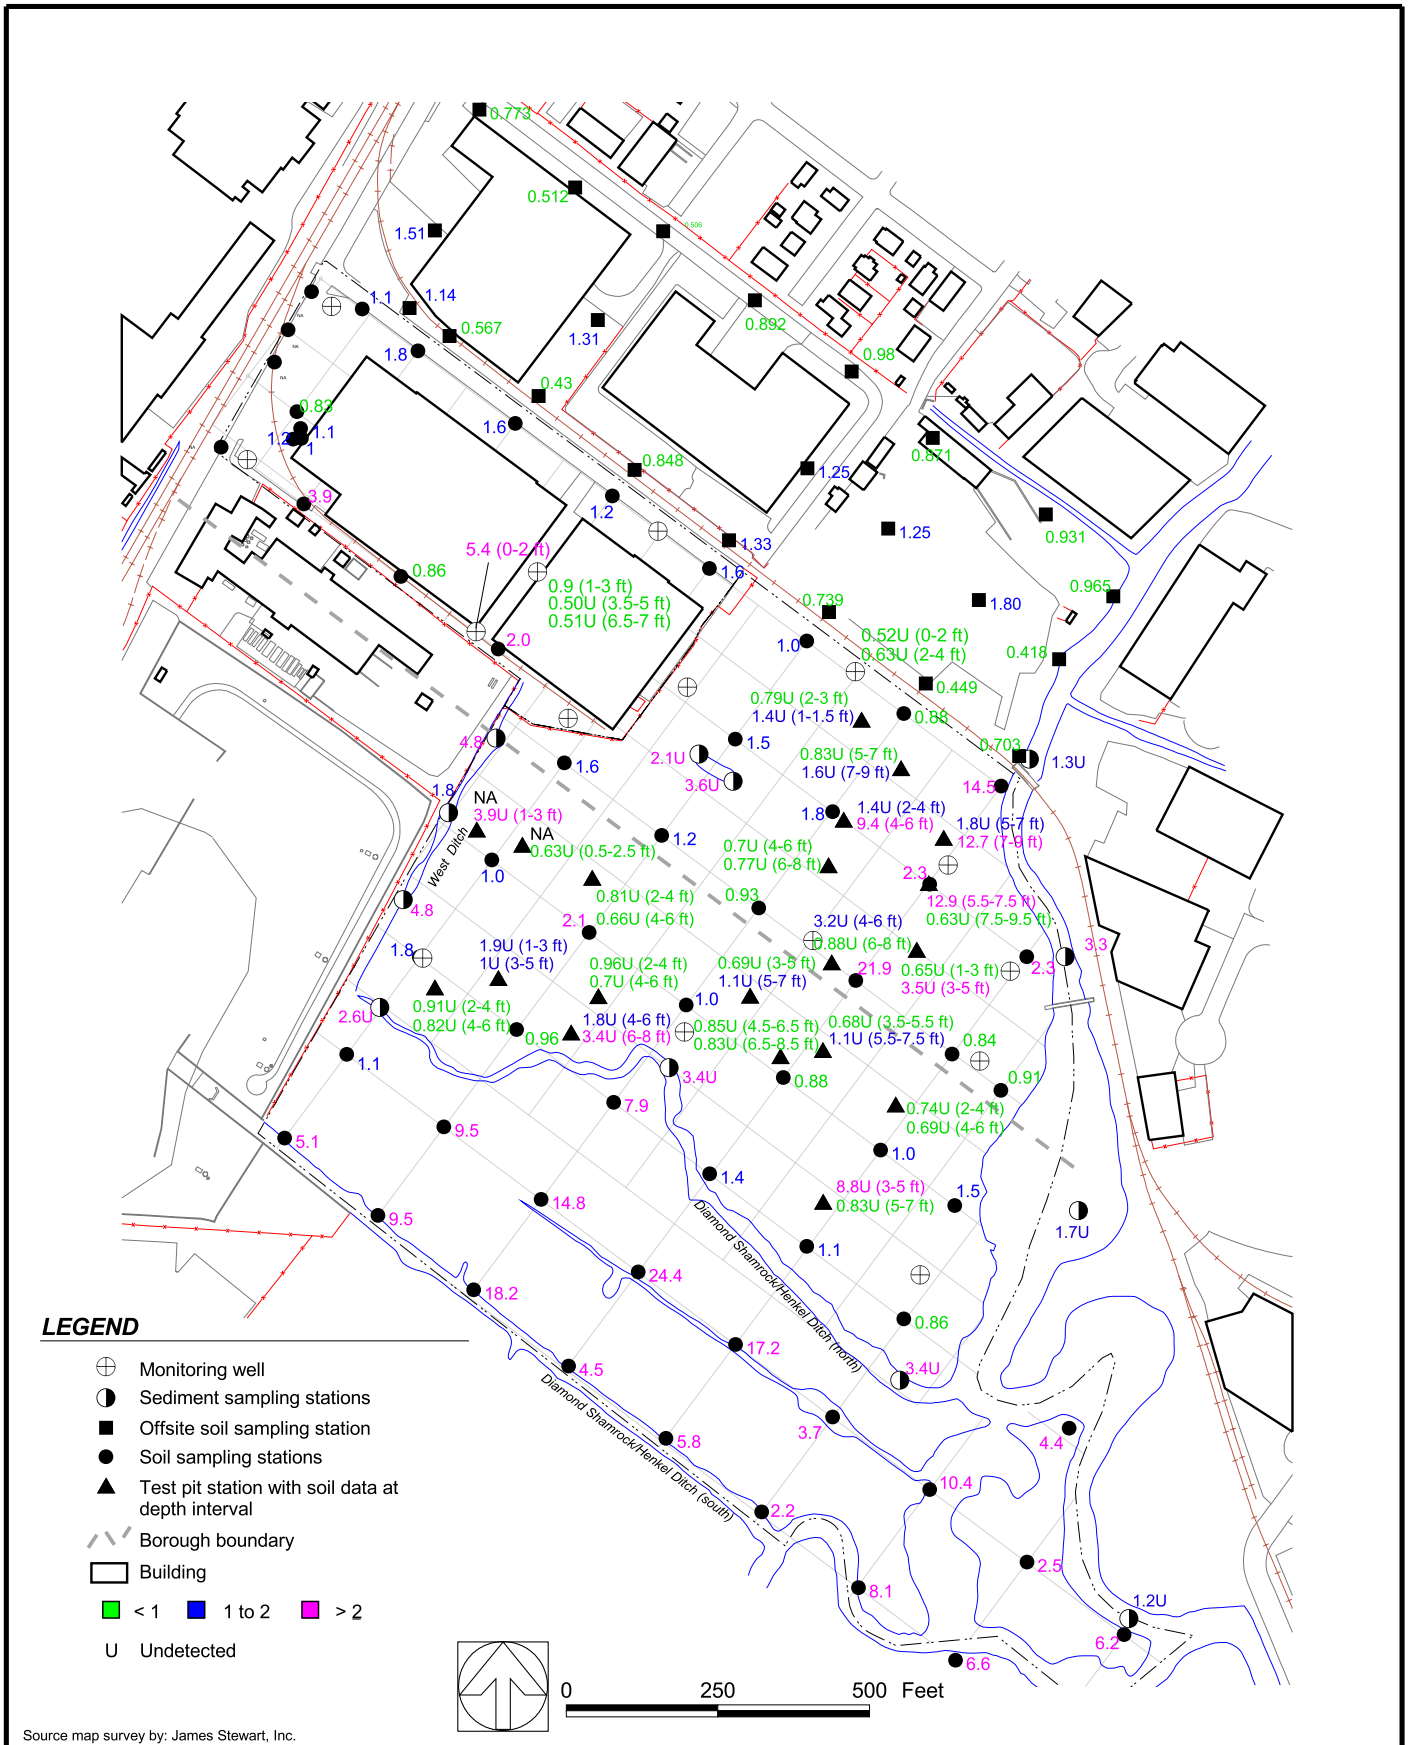 0.773
0.512
0.506
1.51
1.1
1.14
0.567
1.31
0.892
0.98
NA
NA
NA
1.8
0.43
0.83
1.1
1.2
1
1.6
0.848
1.25
0.871
NA
3.9
1.2
1.33
1.25
0.931
5.4 (0-2 ft)
0.86
0.9 (1-3 ft)
0.50U (3.5-5 ft)
0.51U (6.5-7 ft)
1.6
0.739
1.80
0.965
2.0
1.0
0.52U (0-2 ft)
0.63U (2-4 ft)
0.418
0.449
0.79U (2-3 ft)
1.4U (1-1.5 ft)
0.88
4.8
1.5
2.1U
3.6U
0.83U (5-7 ft)
1.6U (7-9 ft)
0.703
1.3U
14.5
1.6
1.8
NA
3.9U (1-3 ft)
NA
0.63U (0.5-2.5 ft)
West Ditch
1.0
1.2
1.8
1.4U (2-4 ft)
9.4 (4-6 ft)
1.8U (5-7 ft)
12.7 (7-9 ft)
0.7U (4-6 ft)
0.77U (6-8 ft)
2.3
12.9 (5.5-7.5 ft)
0.63U (7.5-9.5 ft)
4.8
0.81U (2-4 ft)
0.66U (4-6 ft)
2.1
0.93
3.2U (4-6 ft)
0.88U (6-8 ft)
1.8
1.9U (1-3 ft)
1U (3-5 ft)
0.96U (2-4 ft)
0.7U (4-6 ft)
0.69U (3-5 ft)
1.1U (5-7 ft)
21.9
0.65U (1-3 ft)
3.5U (3-5 ft)
2.3
3.3
2.6U
0.91U (2-4 ft)
0.82U (4-6 ft)
0.96
1.8U (4-6 ft)
3.4U (6-8 ft)
1.0
0.85U (4.5-6.5 ft)
0.83U (6.5-8.5 ft)
0.68U (3.5-5.5 ft)
1.1U (5.5-7.5 ft)
0.84
1.1
3.4U
0.88
0.91
7.9
0.74U (2-4 ft)
0.69U (4-6 ft)
5.1
9.5
1.0
1.4
8.8U (3-5 ft)
0.83U (5-7 ft)
1.5
1.7U
9.5
14.8
Diamond Shamrock/Henkel Ditch (north)
1.1
24.4
18.2
0.86
17.2
3.4U
4.5
Diamond Shamrock/Henkel Ditch (south)
3.7
4.4
5.8
10.4
2.2
2.5
8.1
1.2U
6.2
6.6
LEGEND
Monitoring well
Sediment sampling stations
Offsite soil sampling station
Soil sampling stations
Test pit station with soil data at
depth interval
Borough boundary
Building
< 1 1 to 2 > 2
U Undetected
0 250 500 Feet
Source map survey by: James Stewart, Inc.